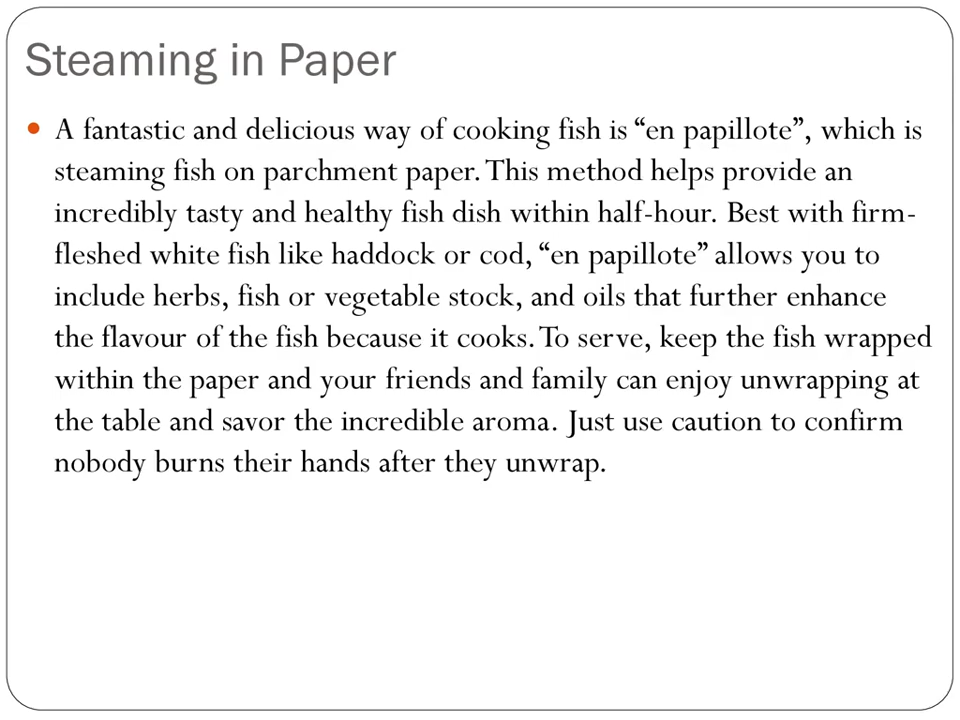 Steaming in Paper
• A fantastic and delicious way of cooking fish is “en papillote”, which is
steaming fish on parchment paper. This method helps provide an
incredibly tasty and healthy fish dish within half-hour. Best with firm-
fleshed white fish like haddock or cod, “en papillote” allows you to
include herbs, fish or vegetable stock, and oils that further enhance
the flavour of the fish because it cooks. To serve, keep the fish wrapped
within the paper and your friends and family can enjoy unwrapping at
the table and savor the incredible aroma. Just use caution to confirm
nobody burns their hands after they unwrap.